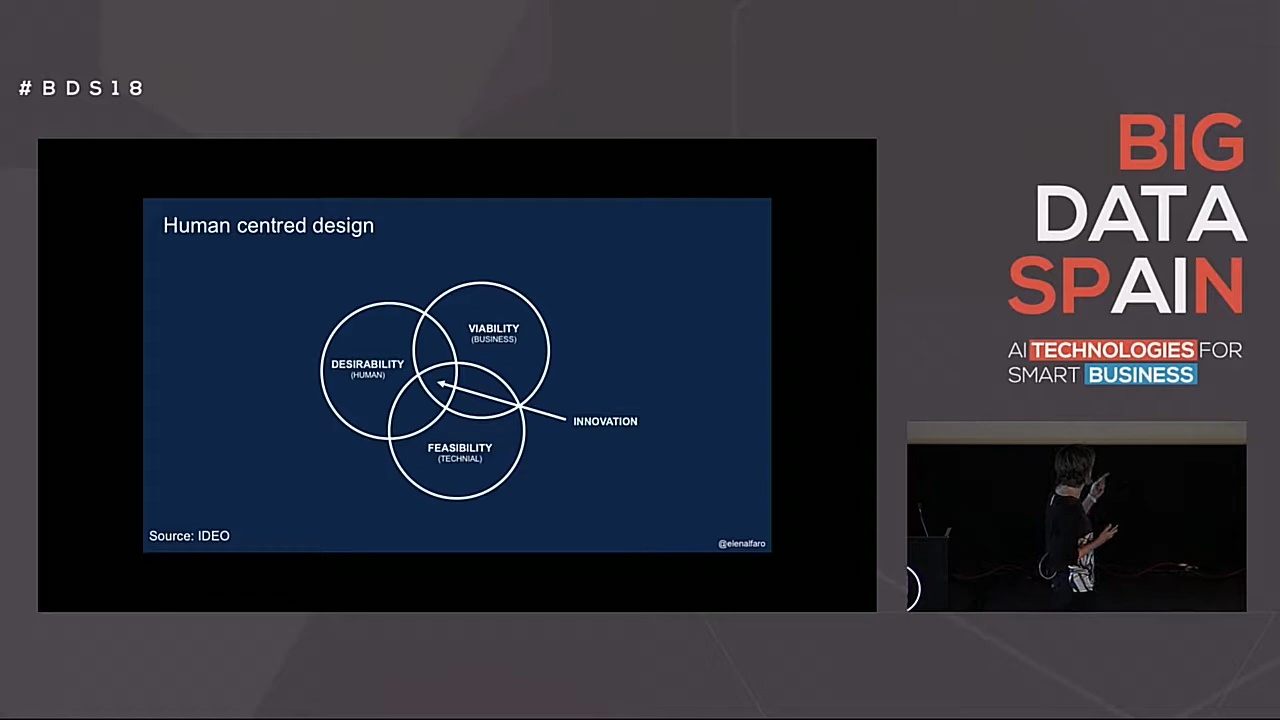 #BDS18
Human centred design
VIABILITY
(BUSINESS)
DESIRABILITY
(HUMAN)
INNOVATION
FEASIBILITY
(TECHNIAL)
Source: IDEO
@elenalfaro
BIG
DATA
SPAIN
AI TECHNOLOGIES FOR
SMART BUSINESS